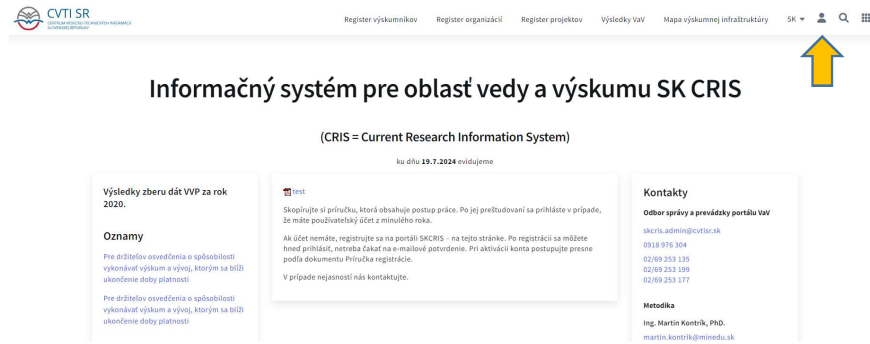 CVTI SR
CENTRUM VEDECKO-TECHNICKÝCH INFORMÁCIÍ
SLOVENSKEJ REPUBLIKY
Register výskumníkov
Register organizácií
Register projektov
Výsledky VaV
Mapa výskumnej infraštruktúry
SK
Informačný systém pre oblasť vedy a výskumu SK CRIS
(CRIS = Current Research Information System)
ku dňu 19.7.2024 evidujeme
Výsledky zberu dát VVP za rok
2020.
Oznamy
Pre držiteľov osvedčenia o spôsobilosti
vykonávať výskum a vývoj, ktorým sa blíži
ukončenie doby platnosti
Pre držiteľov osvedčenia o spôsobilosti
vykonávať výskum a vývoj, ktorým sa blíži
ukončenie doby platnosti
test
Skopírujte si príručku, ktorá obsahuje postup práce. Po jej preštudovaní sa prihláste v prípade,
že máte používateľský účet z minulého roka.
Ak účet nemáte, registrujte sa na portáli SKCRIS – na tejto stránke. Po registrácii sa môžete
hneď prihlásiť, netreba čakať na e-mailové potvrdenie. Pri aktivácii konta postupujte presne
podľa dokumentu Príručka registrácie.
V prípade nejasností nás kontaktujte.
Kontakty
Odbor správy a prevádzky portálu VaV
skcris.admin@cvtisr.sk
0918 976 304
02/69 253 135
02/69 253 199
02/69 253 177
Metodika
Ing. Martin Kontrík, PhD.
martin.kontrik@minedu.sk